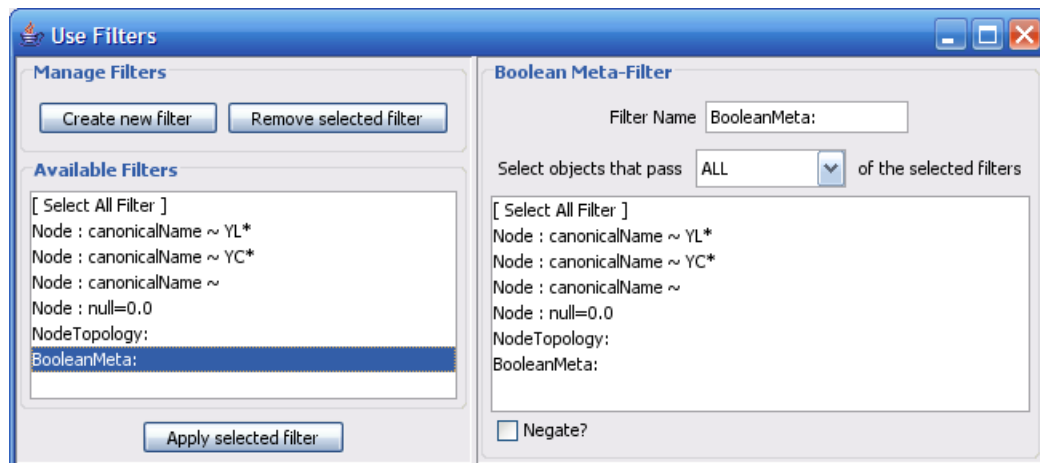 Use Filters
Manage Filters
Create new filter
Remove selected filter
Available Filters
[ Select All Filter ]
Node : canonicalName ~ YL*
Node : canonicalName ~ YC*
Node : canonicalName ~
Node : null=0.0
NodeTopology:
BooleanMeta:
Apply selected filter
Boolean Meta-Filter
Filter Name BooleanMeta:
Select objects that pass ALL of the selected filters
[ Select All Filter ]
Node : canonicalName ~ YL*
Node : canonicalName ~ YC*
Node : canonicalName ~
Node : null=0.0
NodeTopology:
BooleanMeta:
Negate?